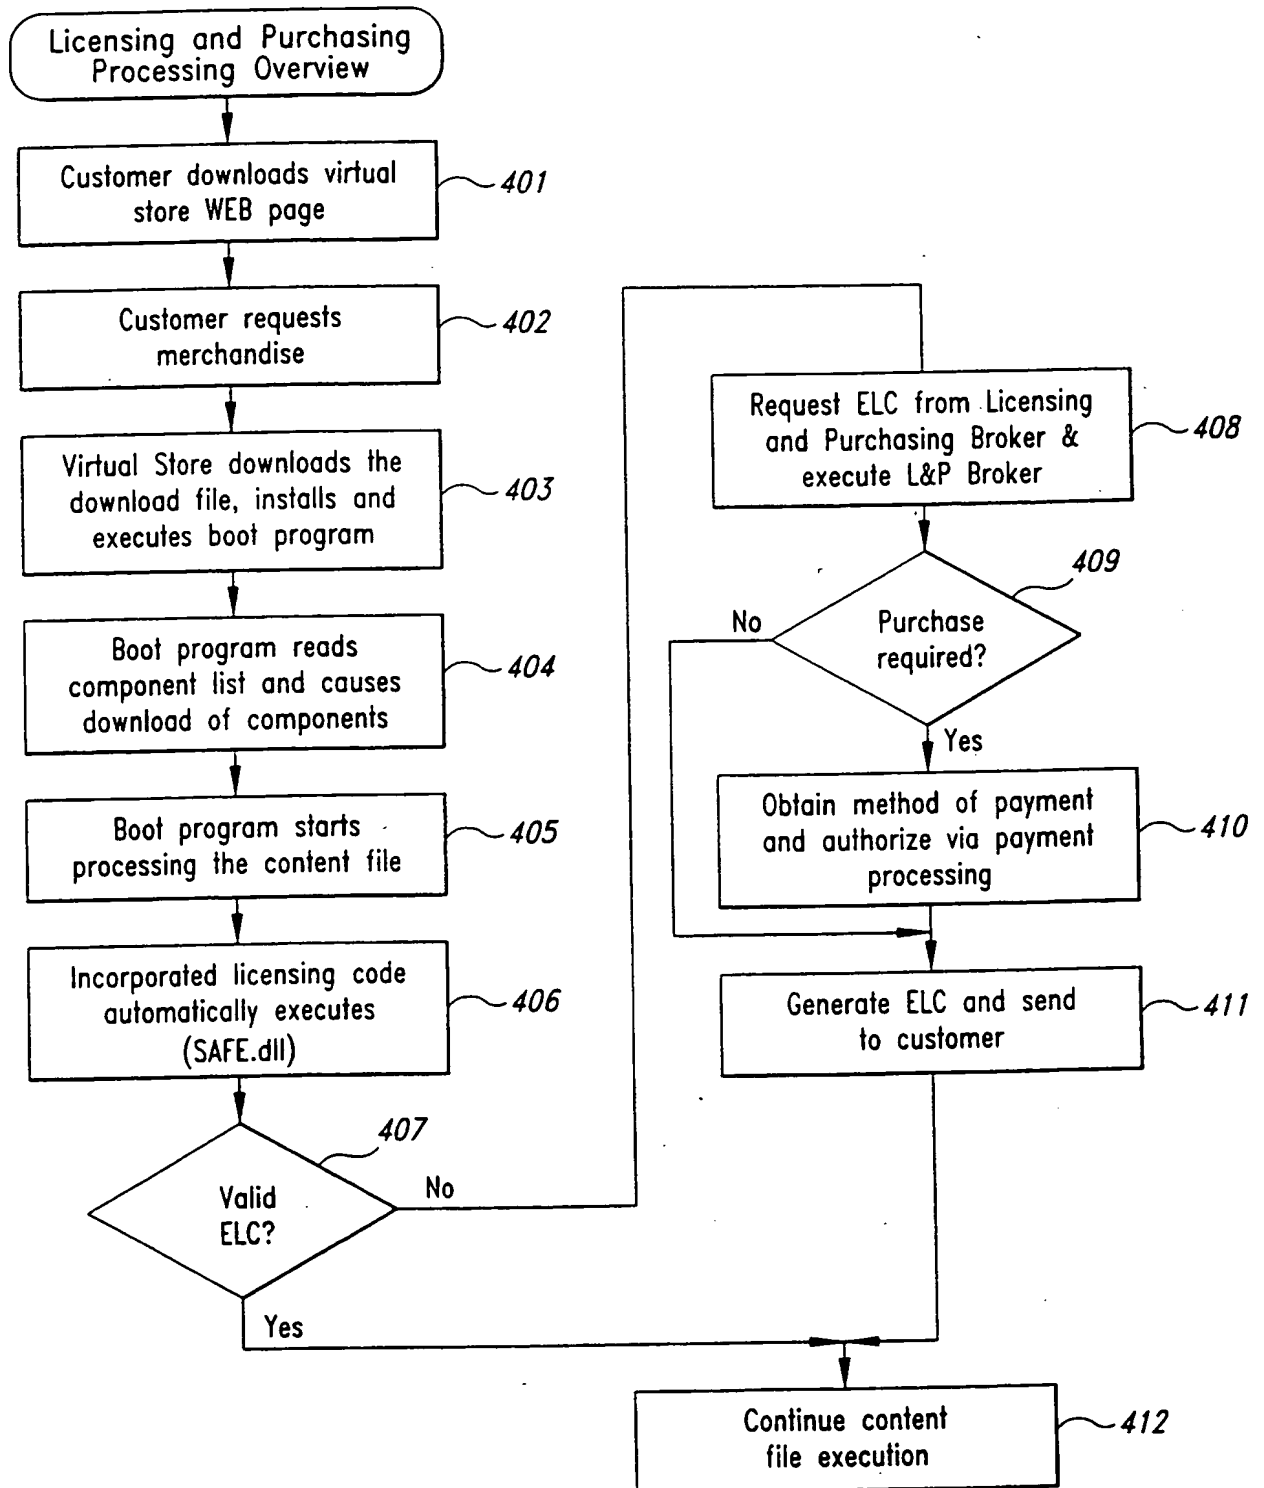 Licensing and Purchasing
Processing Overview
Customer downloads virtual
store WEB page
401
Customer requests
merchandise
402
Virtual Store downloads the
download file, installs and
executes boot program
403
Boot program reads
component list and causes
download of components
404
Boot program starts
processing the content file
405
Incorporated licensing code
automatically executes
(SAFE.dll)
406
407
Valid
ELC?
No
Yes
Request ELC from Licensing
and Purchasing Broker &
execute L&P Broker
408
409
Purchase
required?
No
Yes
Obtain method of payment
and authorize via payment
processing
410
Generate ELC and send
to customer
411
Continue content
file execution
412